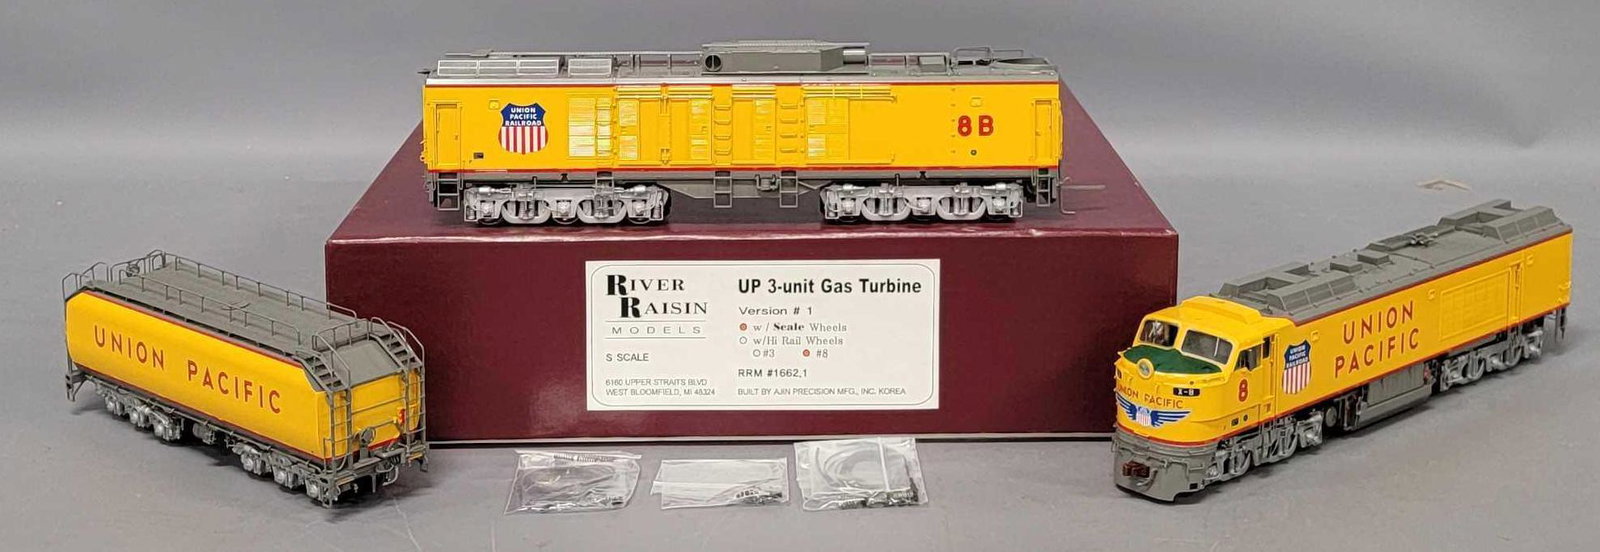 UNION
PACIFIC
RAILROAD
8B
RIVER
RAISIN
MODELS
S SCALE
6160 UPPER STRAITS BLVD
WEST BLOOMFIELD, MI 48324
UP 3-unit Gas Turbine
Version # 1
w/ Scale Wheels
w/Hi Rail Wheels
#3 #8
RRM #1662.1
BUILT BY AJIN PRECISION MFG., INC. KOREA
UNION PACIFIC
UNION
PACIFIC
UNION
PACIFIC
RAILROAD
8
X-8
UNION PACIFIC